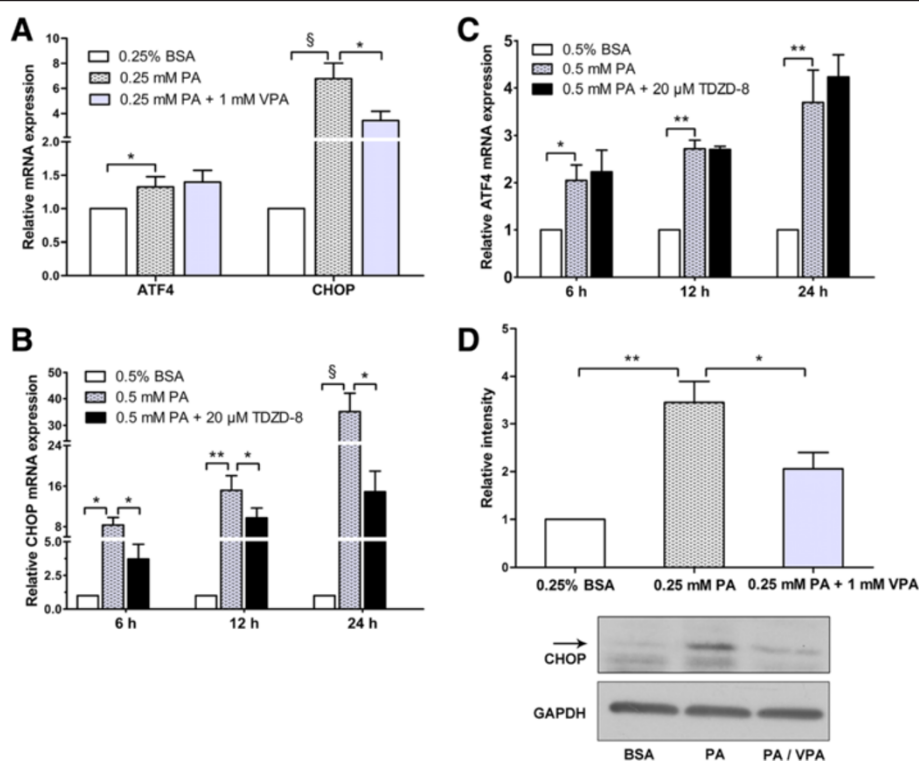 A
Relative mRNA expression
10
8
6
4
2.0
1.5
1.0
0.5
0.0
0.25% BSA
0.25 mM PA
0.25 mM PA + 1 mM VPA
*
§
*
ATF4
CHOP
B
Relative CHOP mRNA expression
50
40
30
24
16
8
5.0
2.5
0.0
0.5% BSA
0.5 mM PA
0.5 mM PA + 20 µM TDZD-8
*
*
**
*
§
*
6 h
12 h
24 h
C
Relative ATF4 mRNA expression
5
4
3
2
1
0
0.5% BSA
0.5 mM PA
0.5 mM PA + 20 µM TDZD-8
*
**
**
6 h
12 h
24 h
D
Relative intensity
5
4
3
2
1
0
**
*
0.25% BSA
0.25 mM PA
0.25 mM PA + 1 mM VPA
CHOP
GAPDH
BSA
PA
PA / VPA